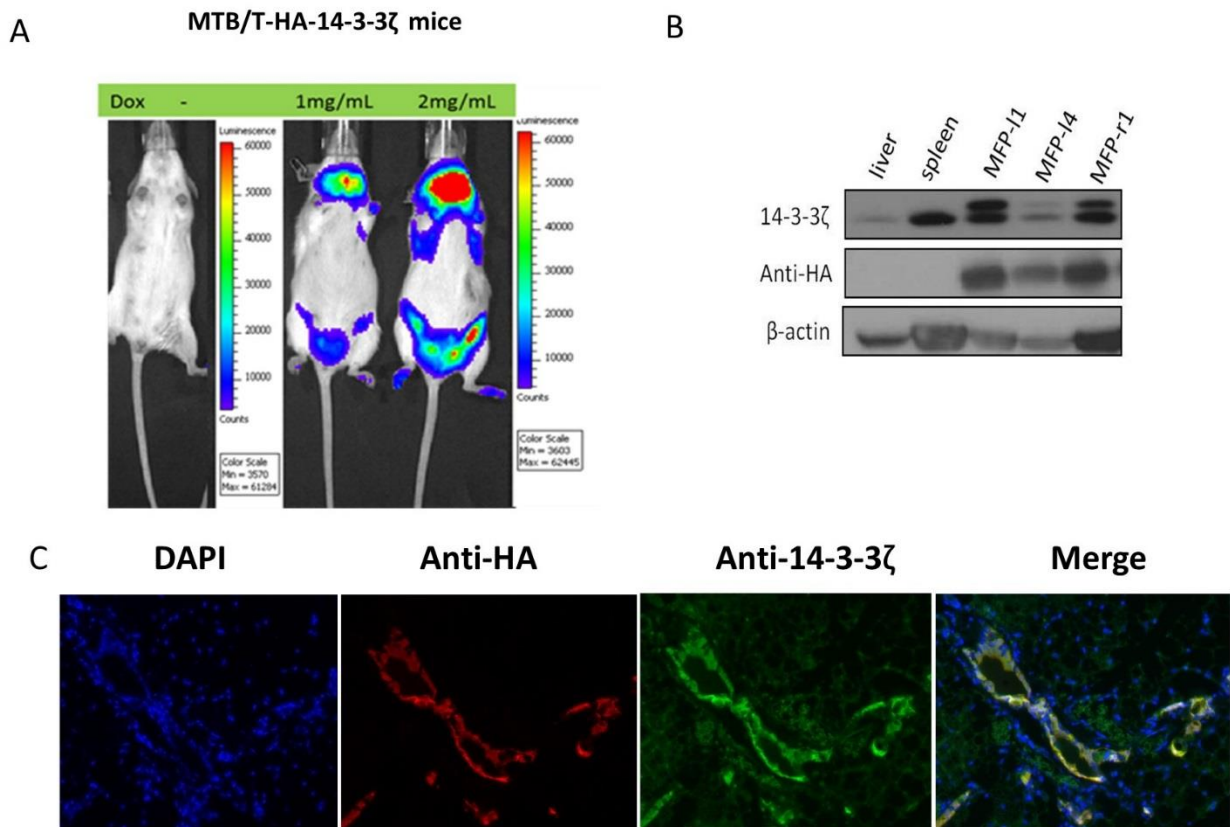 A
MTB/T-HA-14-3-3ζ mice
Dox - 1mg/mL 2mg/mL
Luminescence
60000
50000
40000
30000
20000
10000
Counts
Color Scale
Min = 3570
Max = 61284
Luminescence
60000
50000
40000
30000
20000
10000
Counts
Color Scale
Min = 3603
Max = 62445
B
liver spleen MFP-l1 MFP-l4 MFP-r1
14-3-3ζ
Anti-HA
β-actin
C
DAPI Anti-HA Anti-14-3-3ζ Merge